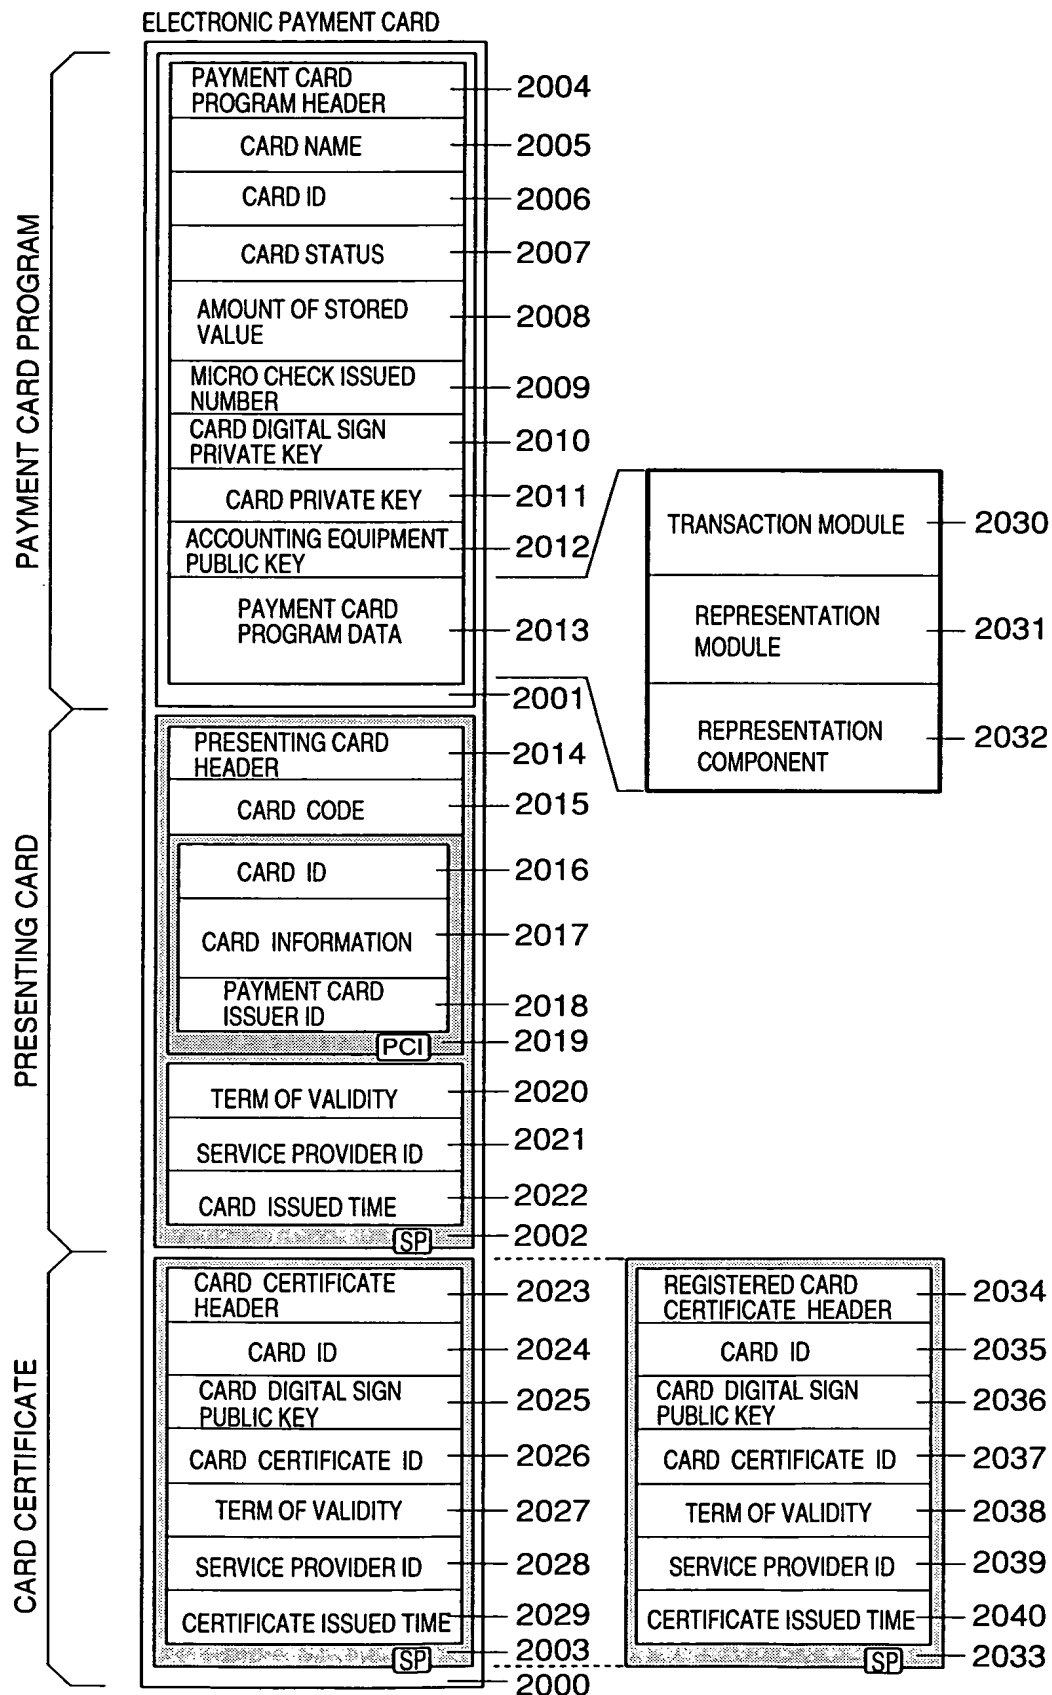 ELECTRONIC PAYMENT CARD
PAYMENT CARD PROGRAM
PAYMENT CARD
PROGRAM HEADER
2004
CARD NAME
2005
CARD ID
2006
CARD STATUS
2007
AMOUNT OF STORED
VALUE
2008
MICRO CHECK ISSUED
NUMBER
2009
CARD DIGITAL SIGN
PRIVATE KEY
2010
CARD PRIVATE KEY
2011
ACCOUNTING EQUIPMENT
PUBLIC KEY
2012
PAYMENT CARD
PROGRAM DATA
2013
2001
TRANSACTION MODULE
2030
REPRESENTATION
MODULE
2031
REPRESENTATION
COMPONENT
2032
PRESENTING CARD
PRESENTING CARD
HEADER
2014
CARD CODE
2015
CARD ID
2016
CARD INFORMATION
2017
PAYMENT CARD
ISSUER ID
2018
PCI
2019
TERM OF VALIDITY
2020
SERVICE PROVIDER ID
2021
CARD ISSUED TIME
2022
SP
2002
CARD CERTIFICATE
CARD CERTIFICATE
HEADER
2023
CARD ID
2024
CARD DIGITAL SIGN
PUBLIC KEY
2025
CARD CERTIFICATE ID
2026
TERM OF VALIDITY
2027
SERVICE PROVIDER ID
2028
CERTIFICATE ISSUED TIME
2029
SP
2003
2000
REGISTERED CARD
CERTIFICATE HEADER
2034
CARD ID
2035
CARD DIGITAL SIGN
PUBLIC KEY
2036
CARD CERTIFICATE ID
2037
TERM OF VALIDITY
2038
SERVICE PROVIDER ID
2039
CERTIFICATE ISSUED TIME
2040
SP
2033